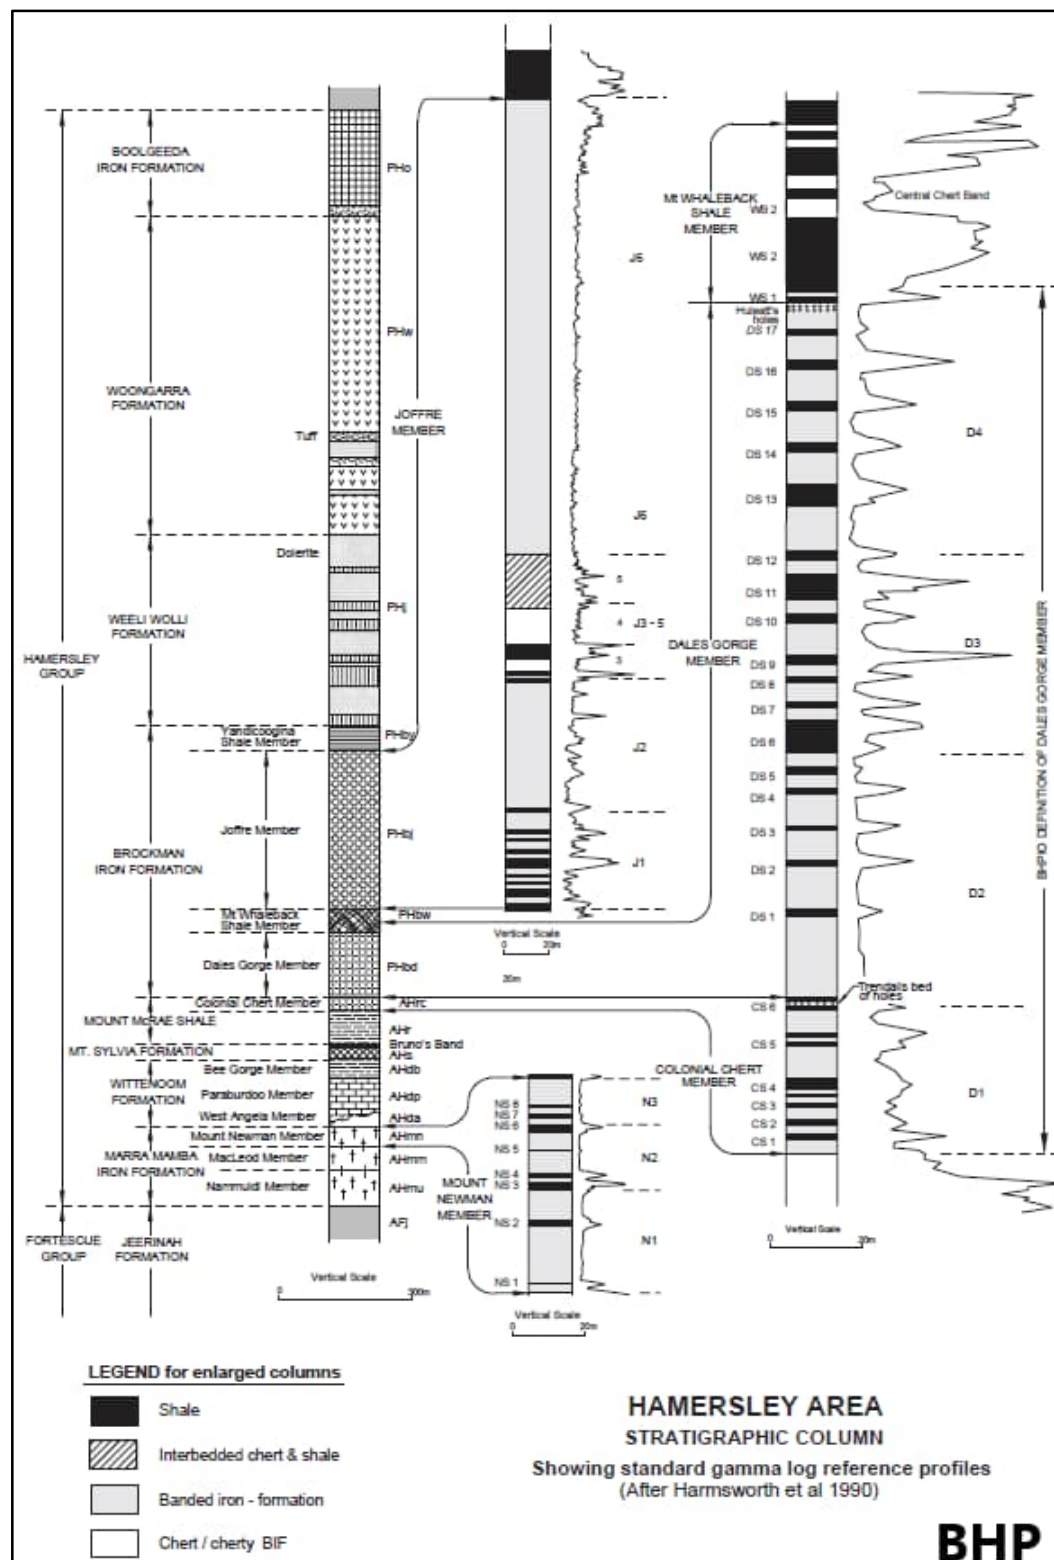 BOOLGEEDA
IRON FORMATION
WOONGARRA
FORMATION
WEELI WOLLI
FORMATION
HAMERSLEY
GROUP
BROCKMAN
IRON FORMATION
MOUNT McRAE SHALE
MT. SYLVIA FORMATION
WITTENOOM
FORMATION
MARRA MAMBA
IRON FORMATION
FORTESCUE
GROUP
JEERINAH
FORMATION
Tuff
Dolerite
Yandicoogina
Shale Member
Joffre Member
Mt Whaleback
Shale Member
Dales Gorge Member
Colonial Chert Member
Bruno's Band
Bee Gorge Member
Paraburdoo Member
West Angela Member
Mount Newman Member
MacLeod Member
Nammuldi Member
PHo
PHw
PHj
PHby
PHbj
PHbw
PHbd
AHrc
AHr
AHs
AHdb
AHdp
AHda
AHmn
AHmm
AHmu
AFj
Vertical Scale
0 300m
JOFFRE
MEMBER
J6
J6
5
4
J3 - 5
3
J2
J1
Vertical Scale
0 20m
20m
MOUNT
NEWMAN
MEMBER
NS 8
NS 7
NS 6
NS 5
NS 4
NS 3
NS 2
NS 1
N3
N2
N1
Vertical Scale
0 20m
Mt WHALEBACK
SHALE
MEMBER
DALES GORGE
MEMBER
COLONIAL CHERT
MEMBER
Central Chert Band
WS 2
WS 2
WS 1
holes
DS 17
DS 16
DS 15
DS 14
DS 13
DS 12
DS 11
DS 10
DS 9
DS 8
DS 7
DS 6
DS 5
DS 4
DS 3
DS 2
DS 1
CS 6
CS 5
CS 4
CS 3
CS 2
CS 1
Trendalls bed
of holes
D4
D3
D2
D1
BHPIO DEFINITION OF DALES GORGE MEMBER
Vertical Scale
0 20m
LEGEND for enlarged columns
Shale
Interbedded chert & shale
Banded iron - formation
Chert / cherty BIF
HAMERSLEY AREA
STRATIGRAPHIC COLUMN
Showing standard gamma log reference profiles
(After Harmsworth et al 1990)
BHP